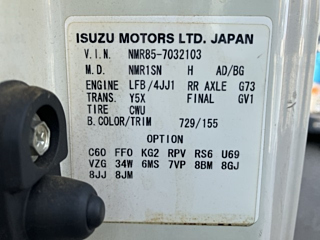 ISUZU MOTORS LTD. JAPAN
V.I.N. NMR85-7032103
M.D. NMR1SN H AD/BG
ENGINE LFB/4JJ1 RR AXLE G73
TRANS. Y5X FINAL GV1
TIRE CWU
B.COLOR/TRIM 729/155
OPTION
C60 FF0 KG2 RPV RS6 U69
VZG 34W 6MS 7VP 8BM 8GJ
8JJ 8JM